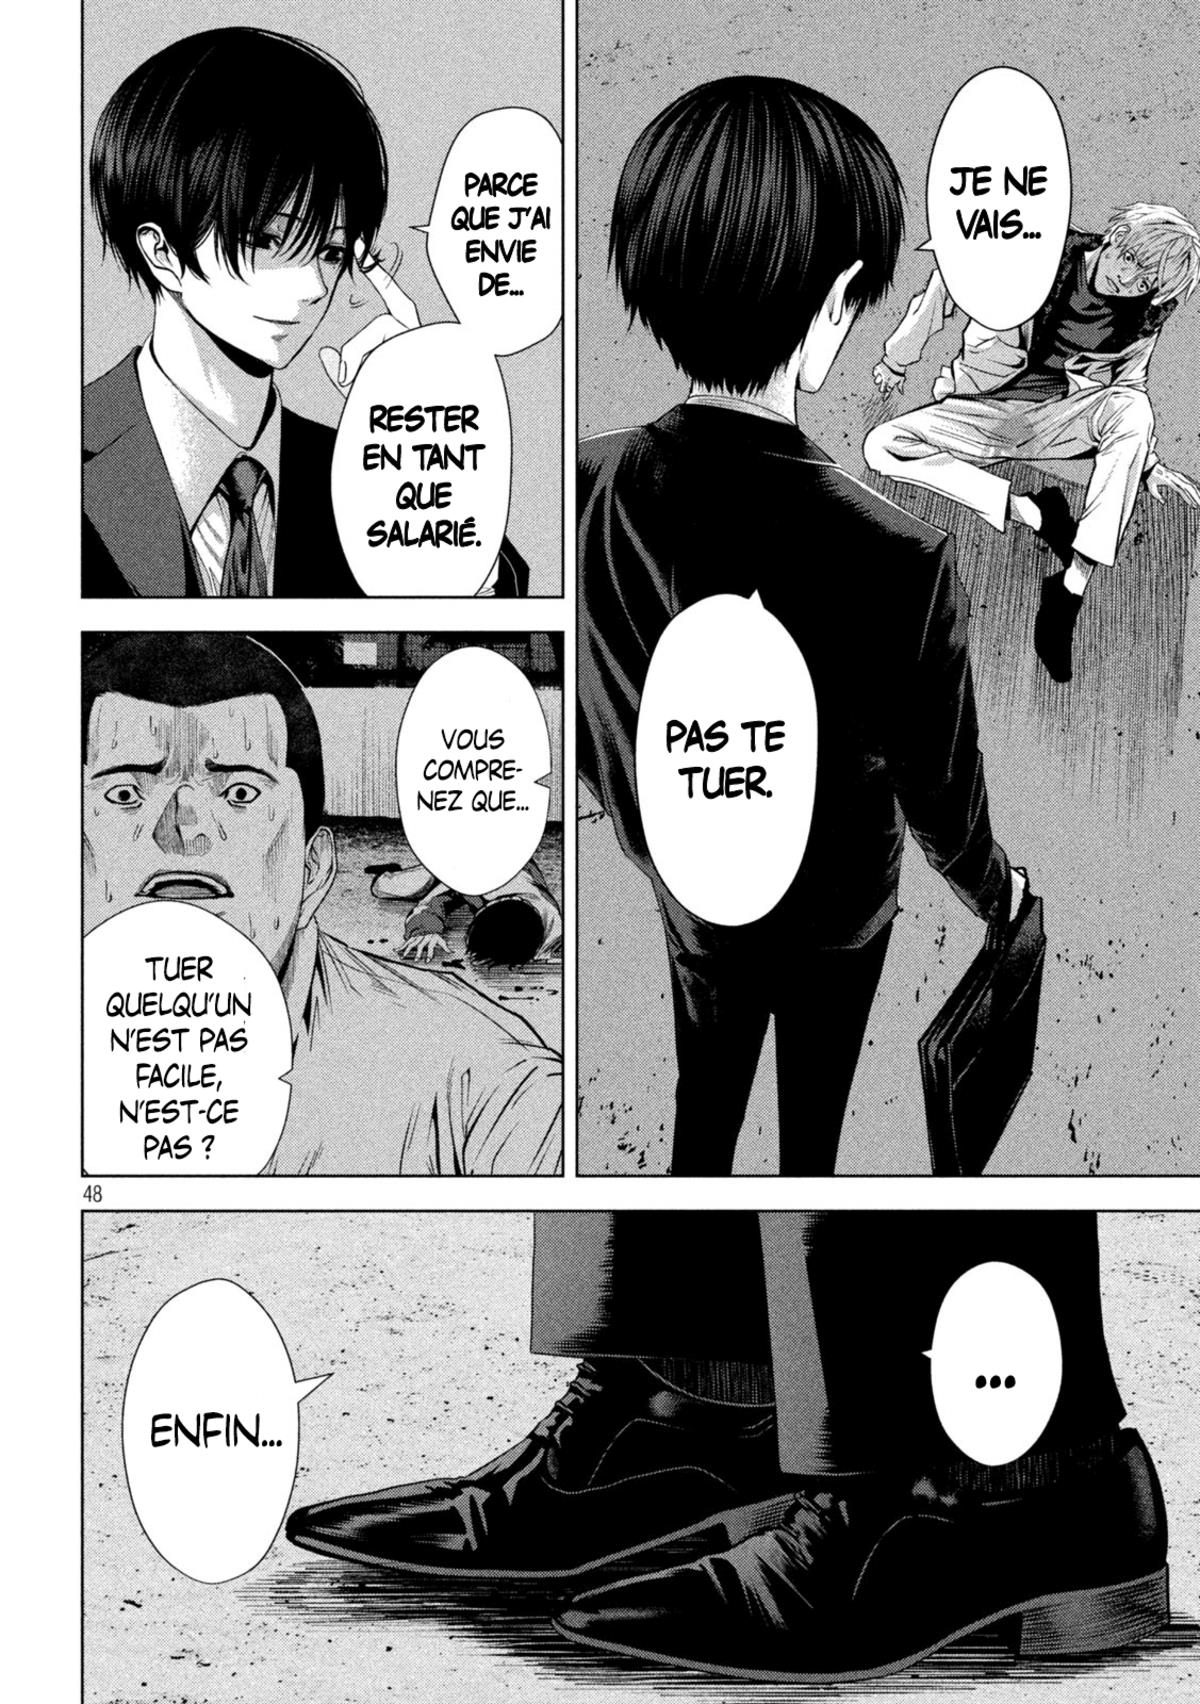 JE NE
VAIS...
PAS TE
TUER.
PARCE
QUE J'AI
ENVIE
DE...
RESTER
EN TANT
QUE
SALARIÉ.
VOUS
COMPRE-
NEZ QUE...
TUER
QUELQU'UN
N'EST PAS
FACILE,
N'EST-CE
PAS ?
48
...
ENFIN...